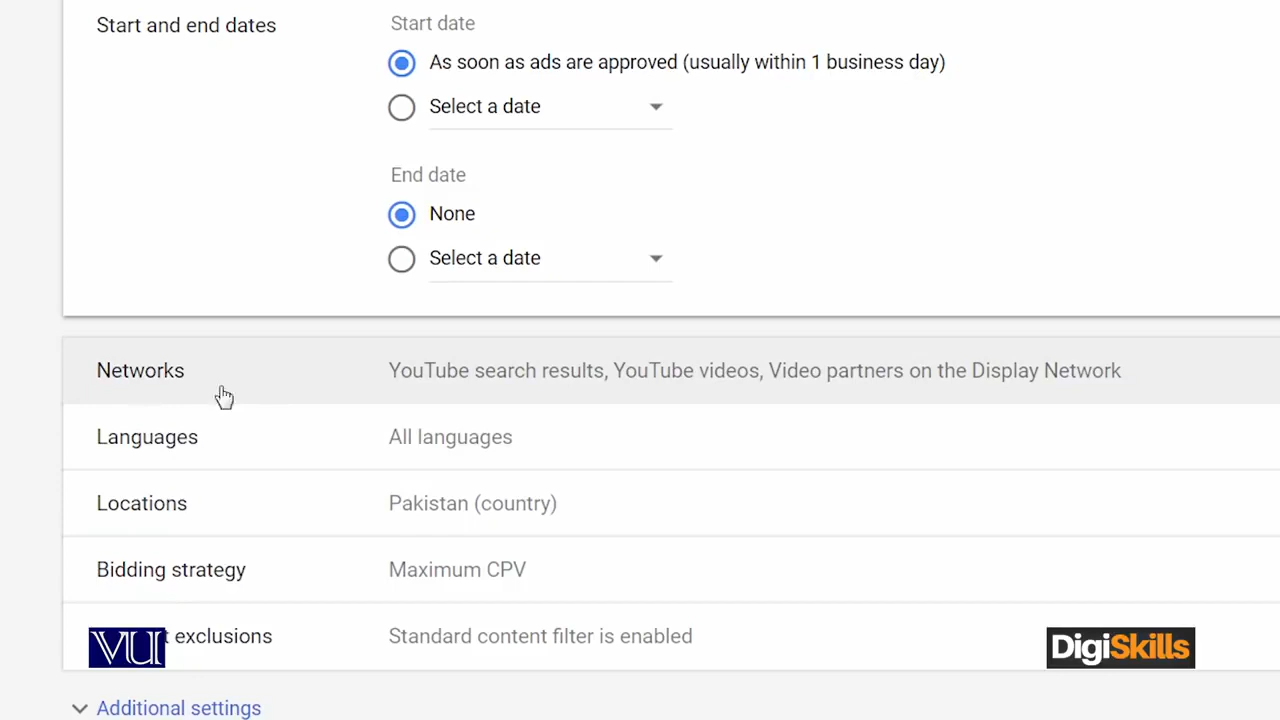 Start and end dates
Start date
As soon as ads are approved (usually within 1 business day)
Select a date
End date
None
Select a date
Networks
YouTube search results, YouTube videos, Video partners on the Display Network
Languages
All languages
Locations
Pakistan (country)
Bidding strategy
Maximum CPV
VU
t exclusions
Standard content filter is enabled
DigiSkills
Additional settings